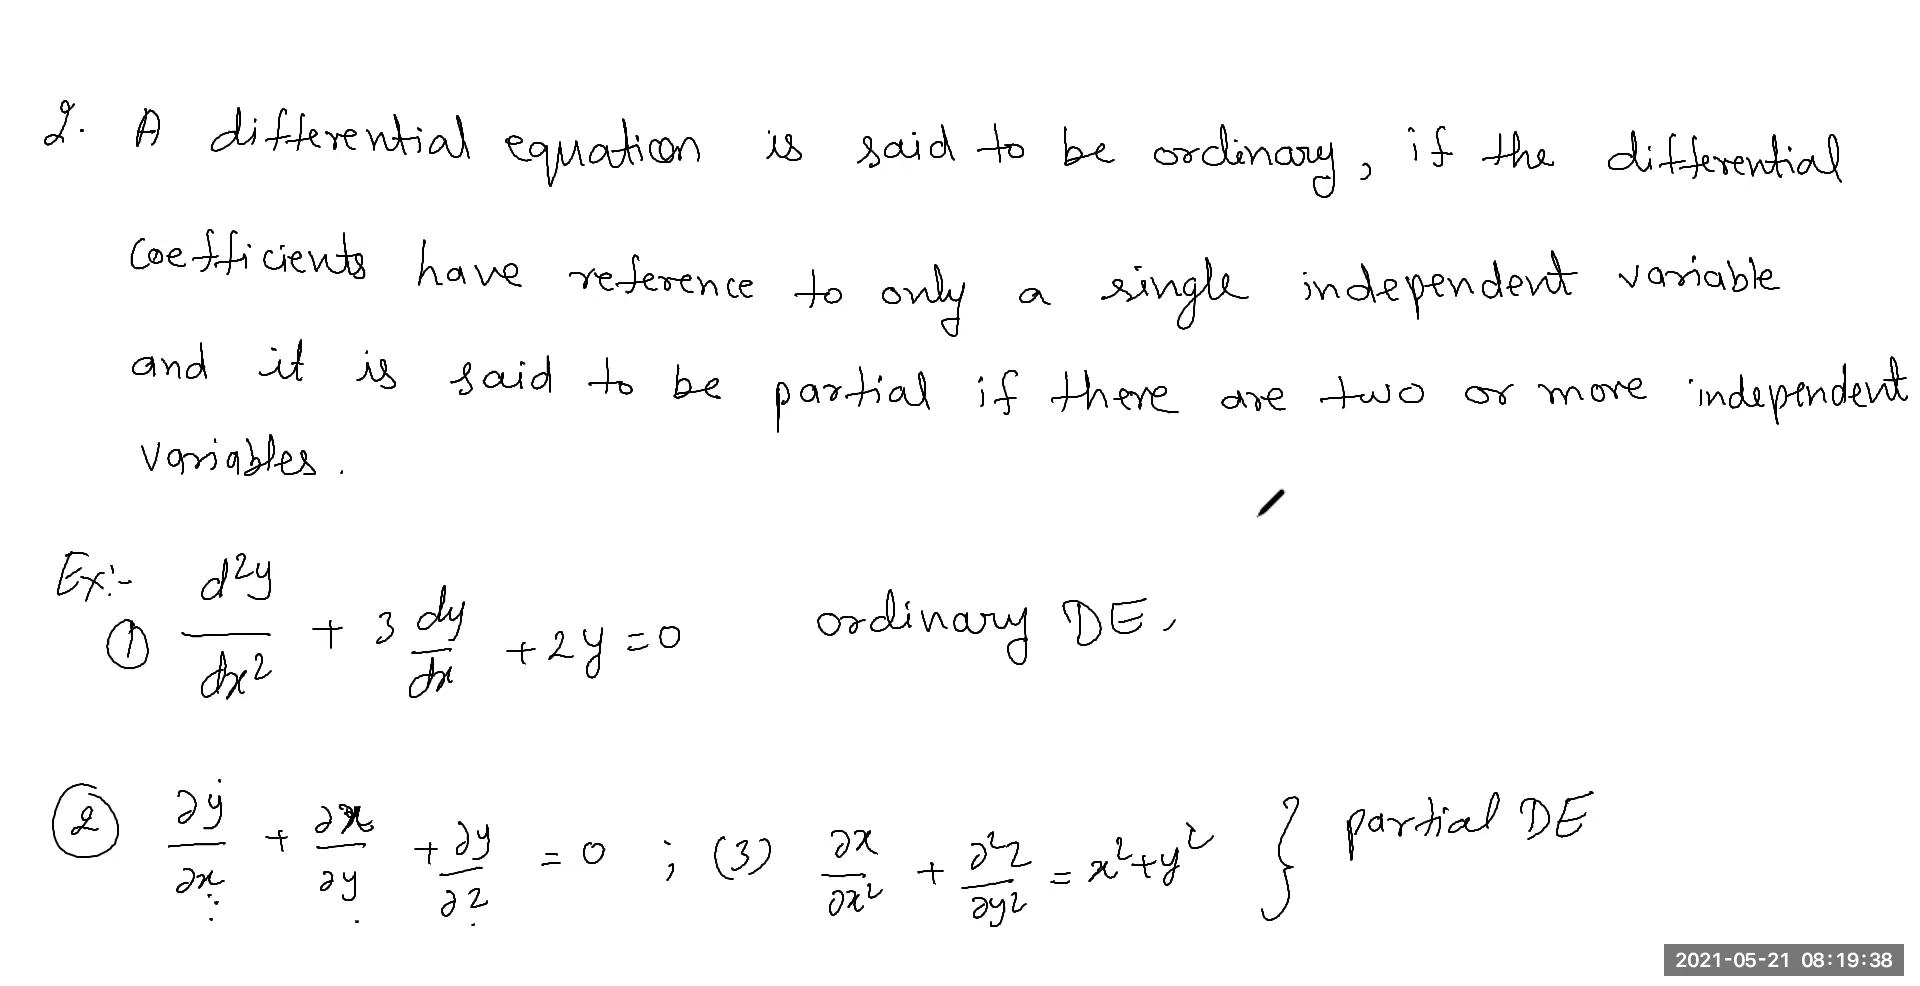 2. A differential equation is said to be ordinary, if the differential
coefficients have reference to only a single independent variable
and it is said to be partial if there are two or more independent
variables.
Ex:-
① d²y/dx² + 3 dy/dx + 2y = 0 ordinary DE.
② ∂y/∂x + ∂x/∂y + ∂y/∂z = 0 ; (3) ∂x/∂x² + ∂²z/∂y² = x²+y² } partial DE
2021-05-21 08:19:38